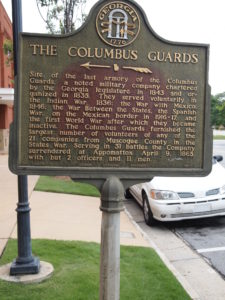 GEORGIA
1776
THE COLUMBUS GUARDS
Site of the last armory of the Columbus
Guards, a noted military company chartered
by the Georgia legislature in 1843 and or-
ganized in 1835. They served voluntarily in
the Indian War, 1836; the War with Mexico
1846, the War Between the States, the Spanish
War, on the Mexican border in 1916-17, and
the First World War after which they became
inactive. The Columbus Guards furnished the
largest number of volunteers of any of the
21 companies from Muscogee County in the
States War. Serving in 31 battles the Company
surrendered at Appomattox April 9, 1865,
with but 2 officers and 11 men.